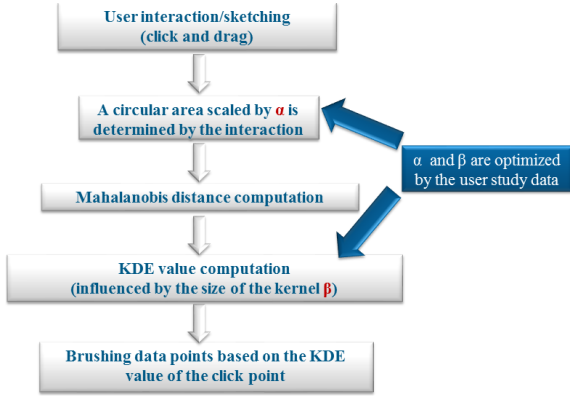 User interaction/sketching
(click and drag)
A circular area scaled by α is
determined by the interaction
α and β are optimized
by the user study data
Mahalanobis distance computation
KDE value computation
(influenced by the size of the kernel β)
Brushing data points based on the KDE
value of the click point